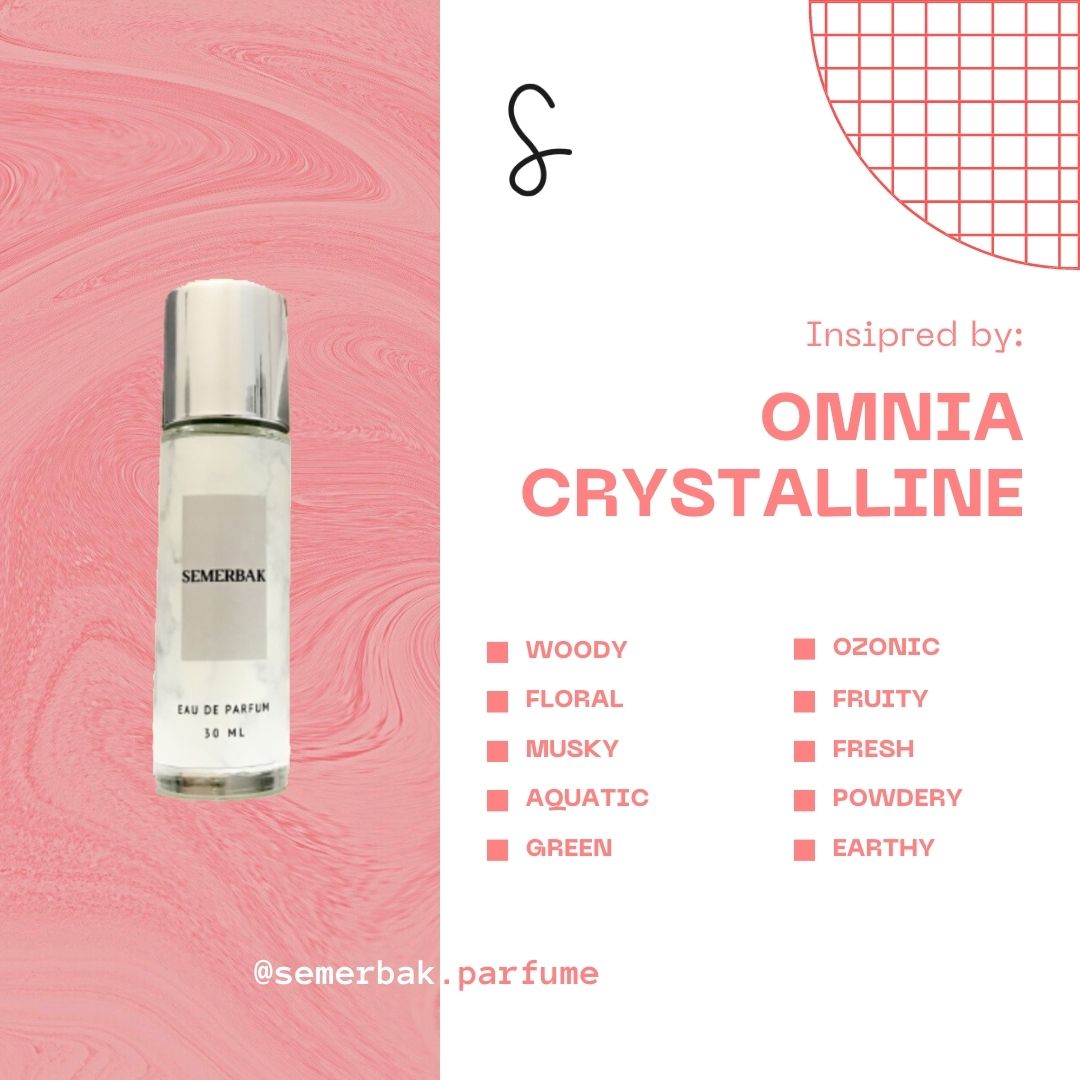 S
Insipred by:
OMNIA
CRYSTALLINE
SEMERBAK
EAU DE PARFUM
30 ML
WOODY
FLORAL
MUSKY
AQUATIC
GREEN
OZONIC
FRUITY
FRESH
POWDERY
EARTHY
@semerbak.parfume